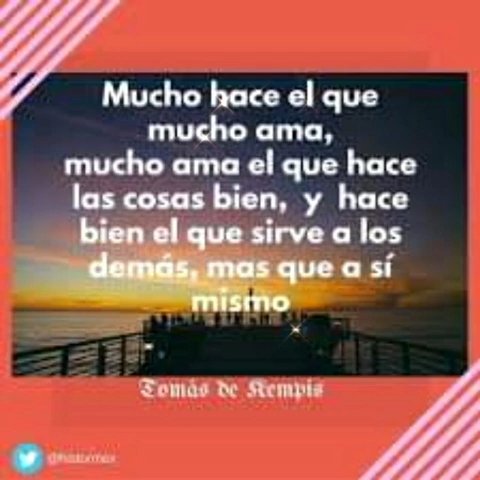 Mucho hace el que
mucho ama,
mucho ama el que hace
las cosas bien, y hace
bien el que sirve a los
demás, mas que a sí
mismo
Tomás de Kempis